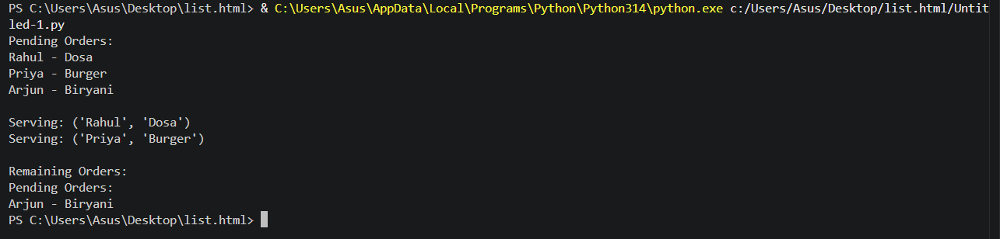 PS C:\Users\Asus\Desktop\list.html> & C:\Users\Asus\AppData\Local\Programs\Python\Python314\python.exe c:/Users/Asus/Desktop/list.html/Untit
led-1.py
Pending Orders:
Rahul - Dosa
Priya - Burger
Arjun - Biryani
Serving: ('Rahul', 'Dosa')
Serving: ('Priya', 'Burger')
Remaining Orders:
Pending Orders:
Arjun - Biryani
PS C:\Users\Asus\Desktop\list.html>